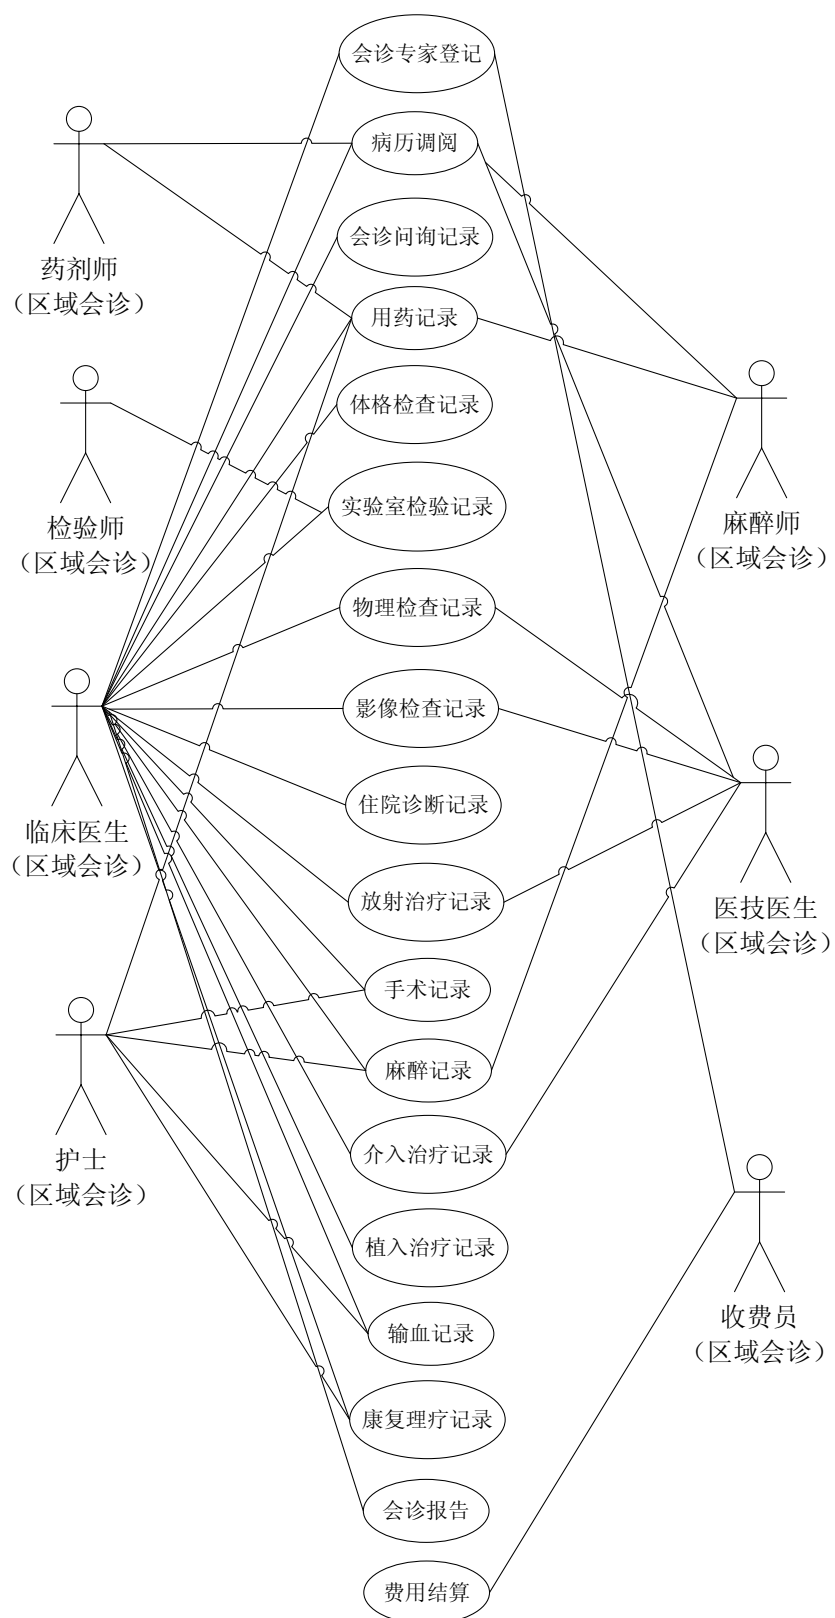 会诊专家登记
病历调阅
会诊问询记录
药剂师
（区域会诊）
用药记录
体格检查记录
实验室检验记录
检验师
（区域会诊）
麻醉师
（区域会诊）
物理检查记录
影像检查记录
住院诊断记录
临床医生
（区域会诊）
放射治疗记录
医技医生
（区域会诊）
手术记录
麻醉记录
介入治疗记录
护士
（区域会诊）
植入治疗记录
输血记录
收费员
（区域会诊）
康复理疗记录
会诊报告
费用结算